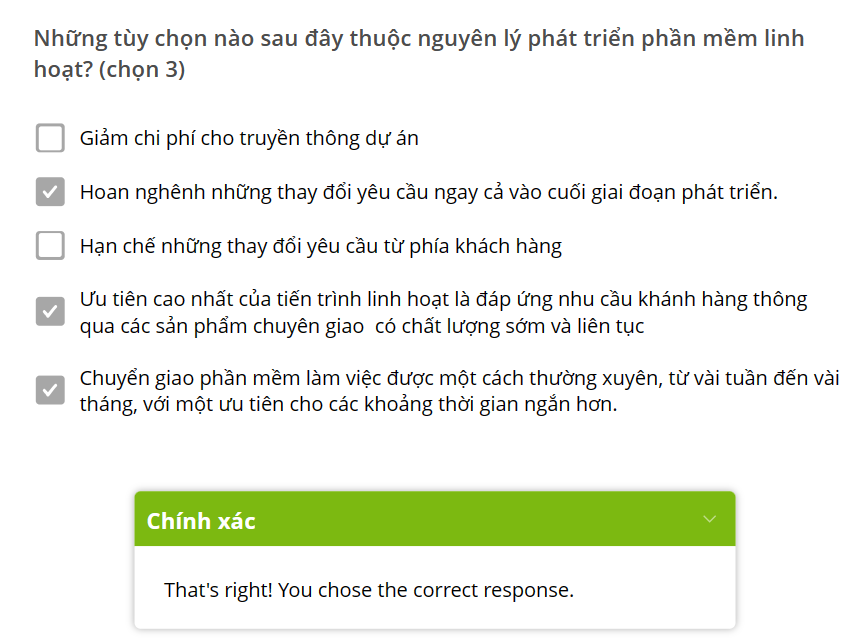 Những tùy chọn nào sau đây thuộc nguyên lý phát triển phần mềm linh
hoạt? (chọn 3)
Giảm chi phí cho truyền thông dự án
Hoan nghênh những thay đổi yêu cầu ngay cả vào cuối giai đoạn phát triển.
Hạn chế những thay đổi yêu cầu từ phía khách hàng
Ưu tiên cao nhất của tiến trình linh hoạt là đáp ứng nhu cầu khánh hàng thông
qua các sản phẩm chuyên giao  có chất lượng sớm và liên tục
Chuyển giao phần mềm làm việc được một cách thường xuyên, từ vài tuần đến vài
tháng, với một ưu tiên cho các khoảng thời gian ngắn hơn.
Chính xác
That's right! You chose the correct response.